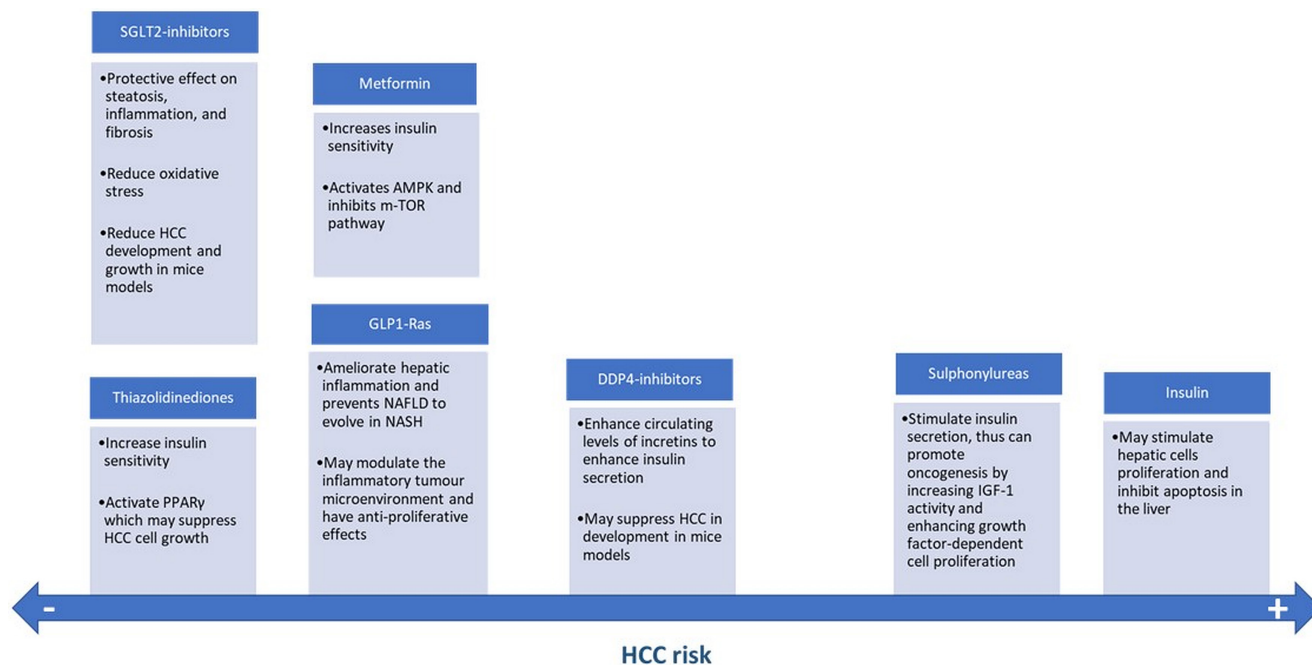 SGLT2-inhibitors
•Protective effect on
steatosis,
inflammation, and
fibrosis
•Reduce oxidative
stress
•Reduce HCC
development and
growth in mice
models
Thiazolidinediones
•Increase insulin
sensitivity
•Activate PPARγ
which may suppress
HCC cell growth
Metformin
•Increases insulin
sensitivity
•Activates AMPK and
inhibits m-TOR
pathway
GLP1-Ras
•Ameliorate hepatic
inflammation and
prevents NAFLD to
evolve in NASH
•May modulate the
inflammatory tumour
microenvironment and
have anti-proliferative
effects
DDP4-inhibitors
•Enhance circulating
levels of incretins to
enhance insulin
secretion
•May suppress HCC in
development in mice
models
Sulphonylureas
•Stimulate insulin
secretion, thus can
promote
oncogenesis by
increasing IGF-1
activity and
enhancing growth
factor-dependent
cell proliferation
Insulin
•May stimulate
hepatic cells
proliferation and
inhibit apoptosis in
the liver
-
+
HCC risk